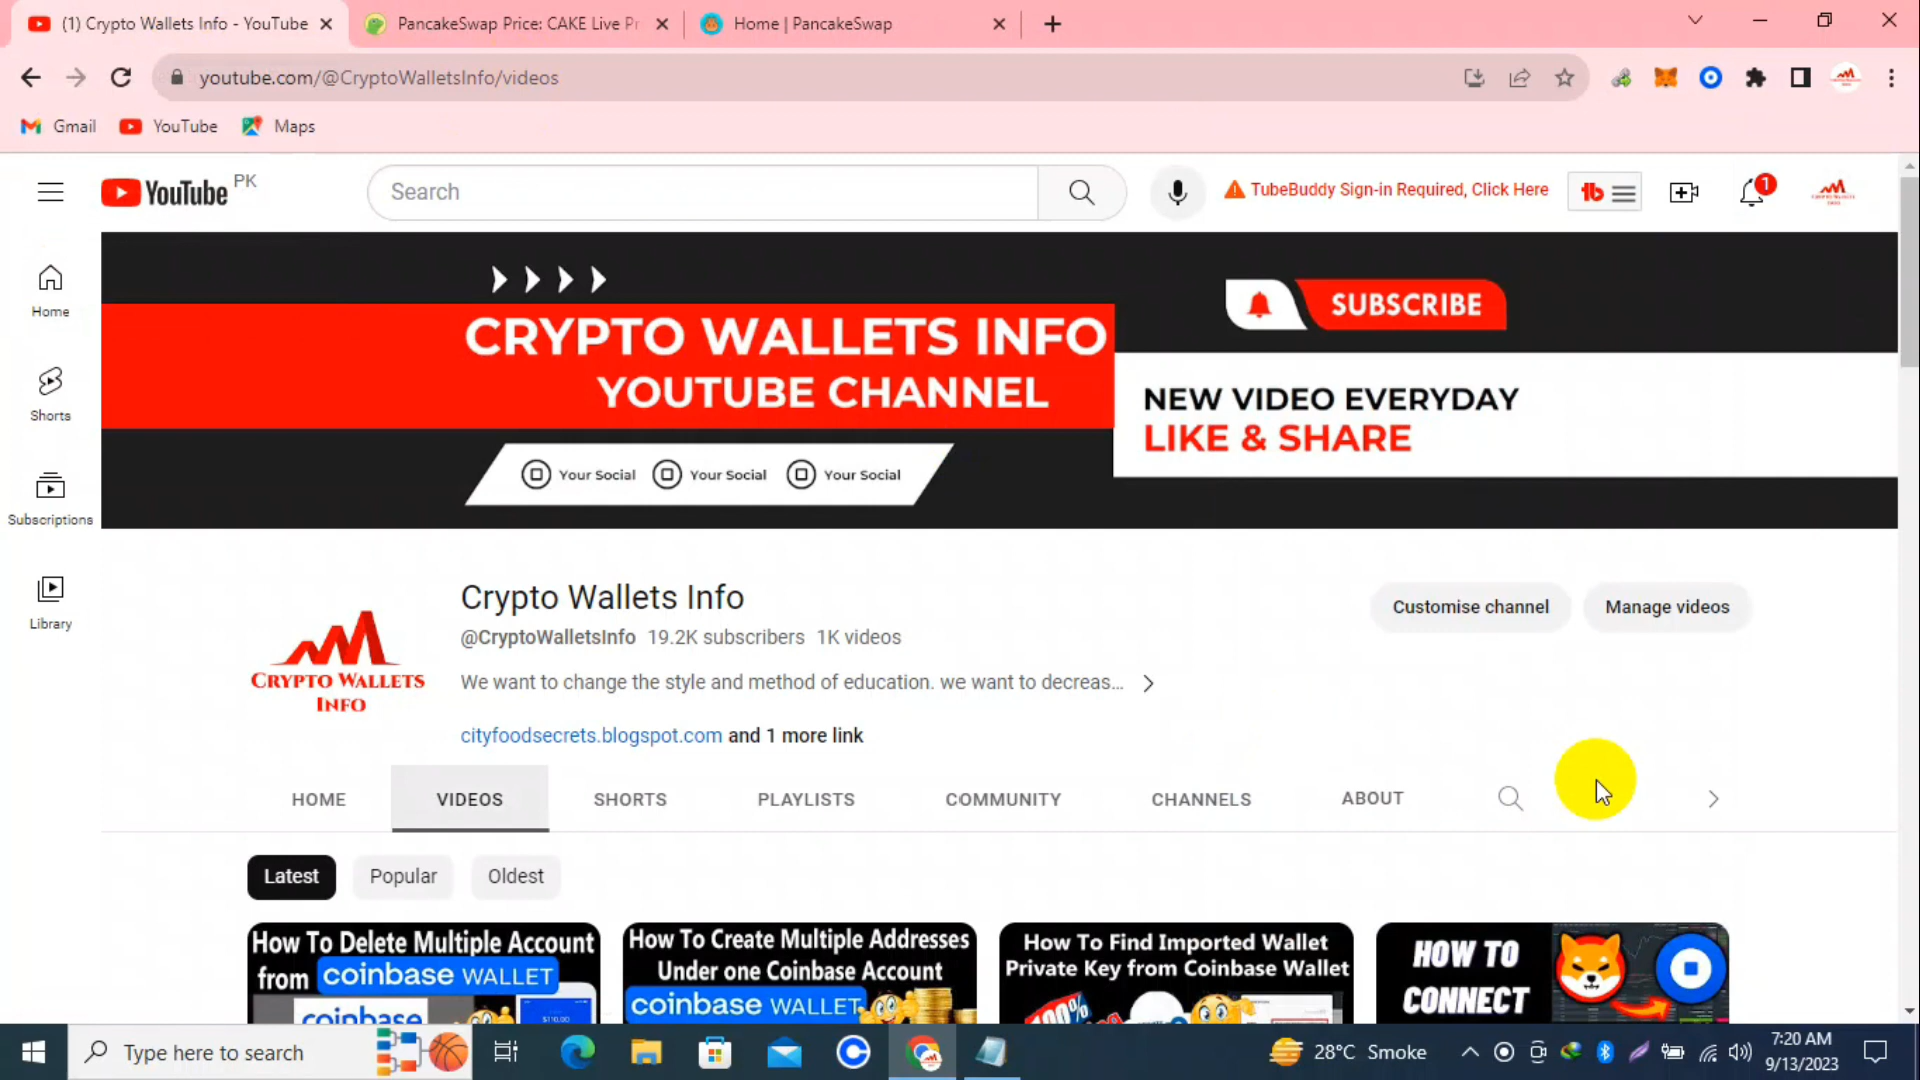 (1) Crypto Wallets Info - YouTube
PancakeSwap Price: CAKE Live Pr
Home | PancakeSwap
youtube.com/@CryptoWalletsInfo/videos
Gmail
YouTube
Maps
YouTube PK
Search
TubeBuddy Sign-in Required, Click Here
1
CRYPTO WALLETS INFO
YOUTUBE CHANNEL
SUBSCRIBE
NEW VIDEO EVERYDAY
LIKE & SHARE
Your Social
Your Social
Your Social
Home
Shorts
Subscriptions
Library
CRYPTO WALLETS
INFO
Crypto Wallets Info
@CryptoWalletsInfo 19.2K subscribers 1K videos
We want to change the style and method of education. we want to decreas...
cityfoodsecrets.blogspot.com and 1 more link
Customise channel
Manage videos
HOME
VIDEOS
SHORTS
PLAYLISTS
COMMUNITY
CHANNELS
ABOUT
Latest
Popular
Oldest
How To Delete Multiple Account
from coinbase WALLET
coinbase
$110.00
How To Create Multiple Addresses
Under one Coinbase Account
coinbase WALLET
How To Find Imported Wallet
Private Key from Coinbase Wallet
100%
HOW TO
CONNECT
Type here to search
28°C Smoke
7:20 AM
9/13/2023